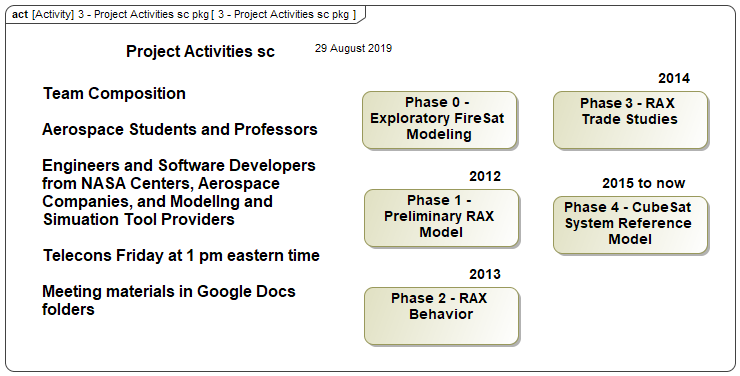 act [Activity] 3 - Project Activities sc pkg [ 3 - Project Activities sc pkg ]
Project Activities sc
29 August 2019
Team Composition
Aerospace Students and Professors
Engineers and Software Developers
from NASA Centers, Aerospace
Companies, and Modellng and
Simuation Tool Providers
Telecons Friday at 1 pm eastern time
Meeting materials in Google Docs
folders
Phase 0 -
Exploratory FireSat
Modeling
2012
Phase 1 -
Preliminary RAX
Model
2013
Phase 2 - RAX
Behavior
2014
Phase 3 - RAX
Trade Studies
2015 to now
Phase 4 - CubeSat
System Reference
Model